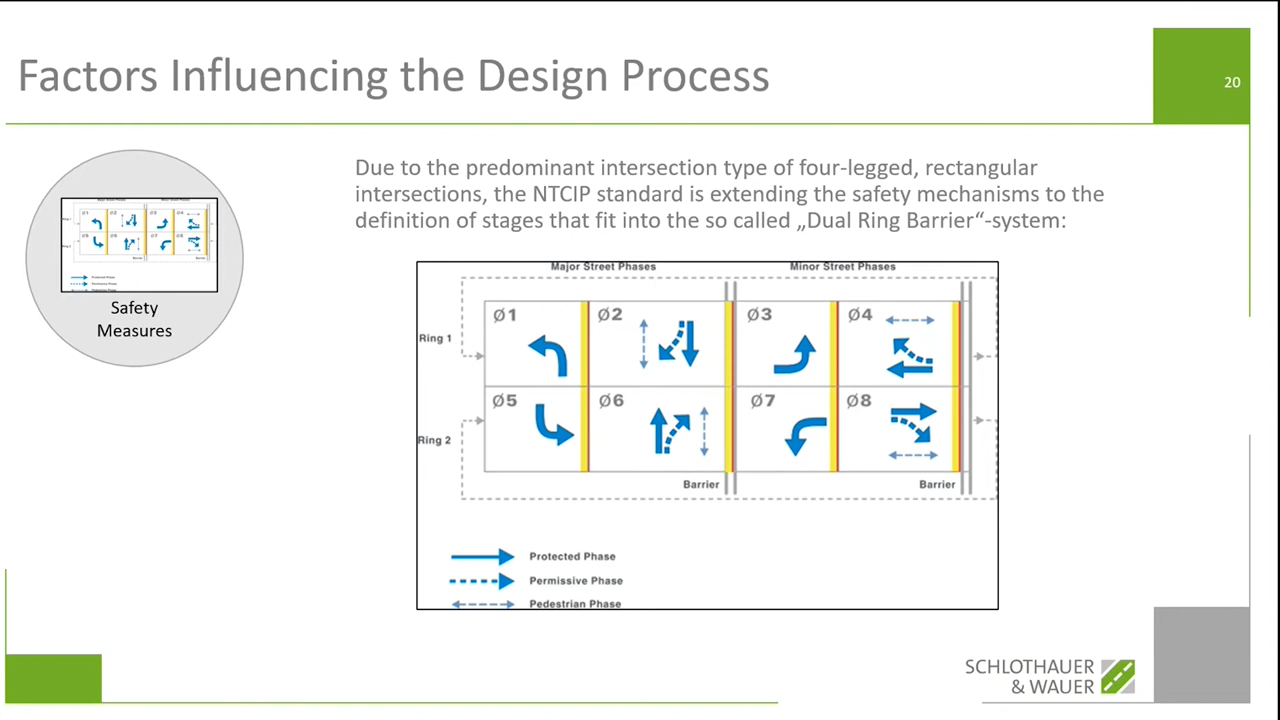 Factors Influencing the Design Process
20
Due to the predominant intersection type of four-legged, rectangular
intersections, the NTCIP standard is extending the safety mechanisms to the
definition of stages that fit into the so called „Dual Ring Barrier“-system:
Safety
Measures
Major Street Phases
Minor Street Phases
Ring 1
Ø1
Ø2
Ø3
Ø4
Ring 2
Ø5
Ø6
Ø7
Ø8
Barrier
Barrier
Protected Phase
Permissive Phase
Pedestrian Phase
SCHLOTHAUER
& WAUER